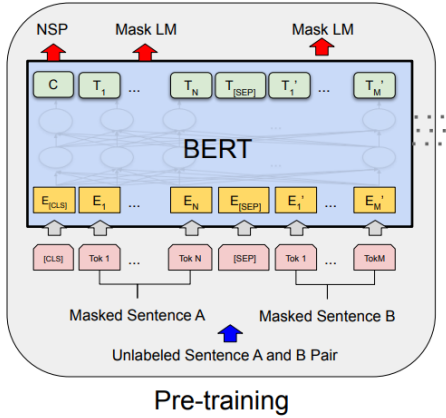 NSP Mask LM Mask LM
C T1 ... TN T[SEP] T1' ... TM'
BERT
E[CLS] E1 ... EN E[SEP] E1' ... EM'
[CLS] Tok 1 ... Tok N [SEP] Tok 1 ... TokM
Masked Sentence A Masked Sentence B
Unlabeled Sentence A and B Pair
Pre-training